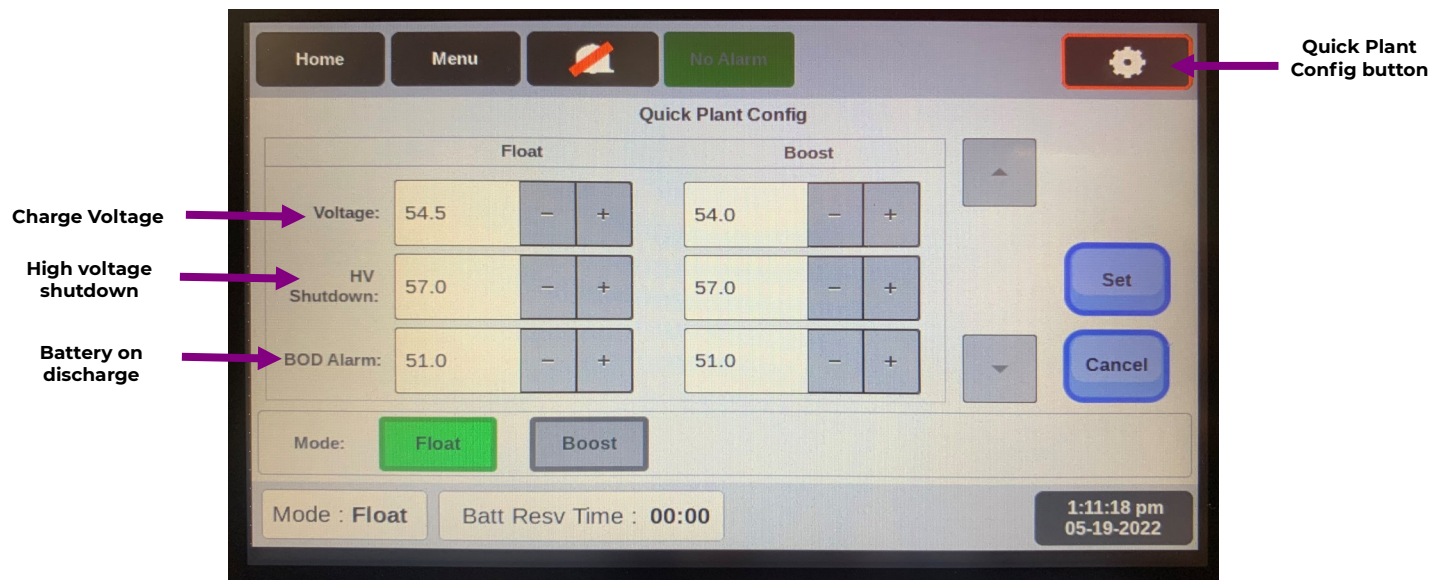 Home
Menu
No Alarm
Quick Plant
Config button
Quick Plant Config
Float
Boost
Charge Voltage
Voltage:
54.5
−
+
54.0
−
+
High voltage
shutdown
HV
Shutdown:
57.0
−
+
57.0
−
+
Set
Battery on
discharge
BOD Alarm:
51.0
−
+
51.0
−
+
Cancel
Mode:
Float
Boost
Mode : Float
Batt Resv Time : 00:00
1:11:18 pm
05-19-2022